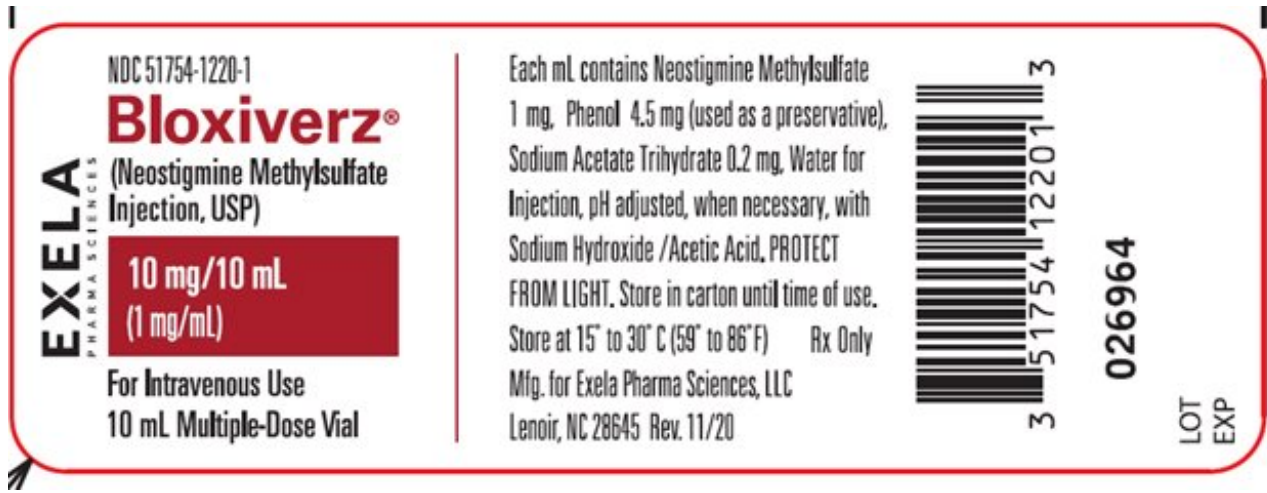 NDC 51754-1220-1
Bloxiverz®
(Neostigmine Methylsulfate
Injection, USP)
10 mg/10 mL
(1 mg/mL)
For Intravenous Use
10 mL Multiple-Dose Vial
EXELA
PHARMA SCIENCES
Each mL contains Neostigmine Methylsulfate
1 mg, Phenol 4.5 mg (used as a preservative),
Sodium Acetate Trihydrate 0.2 mg, Water for
Injection, pH adjusted, when necessary, with
Sodium Hydroxide /Acetic Acid. PROTECT
FROM LIGHT. Store in carton until time of use.
Store at 15° to 30° C (59° to 86°F) Rx Only
Mfg. for Exela Pharma Sciences, LLC
Lenoir, NC 28645 Rev. 11/20
3 51754 12201 3
026964
LOT
EXP